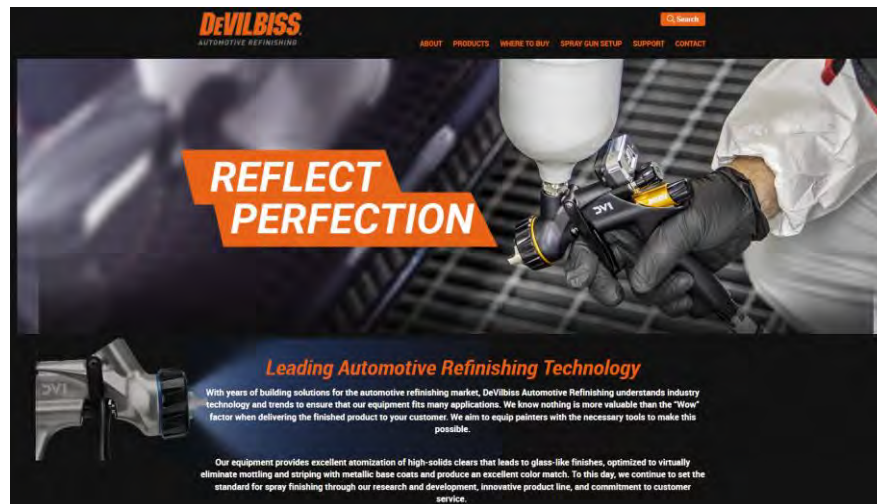 DEVILBISS
AUTOMOTIVE REFINISHING
Search
ABOUT PRODUCTS WHERE TO BUY SPRAY GUN SETUP SUPPORT CONTACT
REFLECT
PERFECTION
DV1
DV1
Leading Automotive Refinishing Technology
With years of building solutions for the automotive refinishing market, DeVilbiss Automotive Refinishing understands industry
technology and trends to ensure that our equipment fits many applications. We know nothing is more valuable than the "Wow"
factor when delivering the finished product to your customer. We aim to equip painters with the necessary tools to make this
possible.
Our equipment provides excellent atomization of high-solids clears that leads to glass-like finishes, optimized to virtually
eliminate mottling and striping with metallic base coats and produce an excellent color match. To this day, we continue to set the
standard for spray finishing through our research and development, innovative product line, and commitment to customer
service.